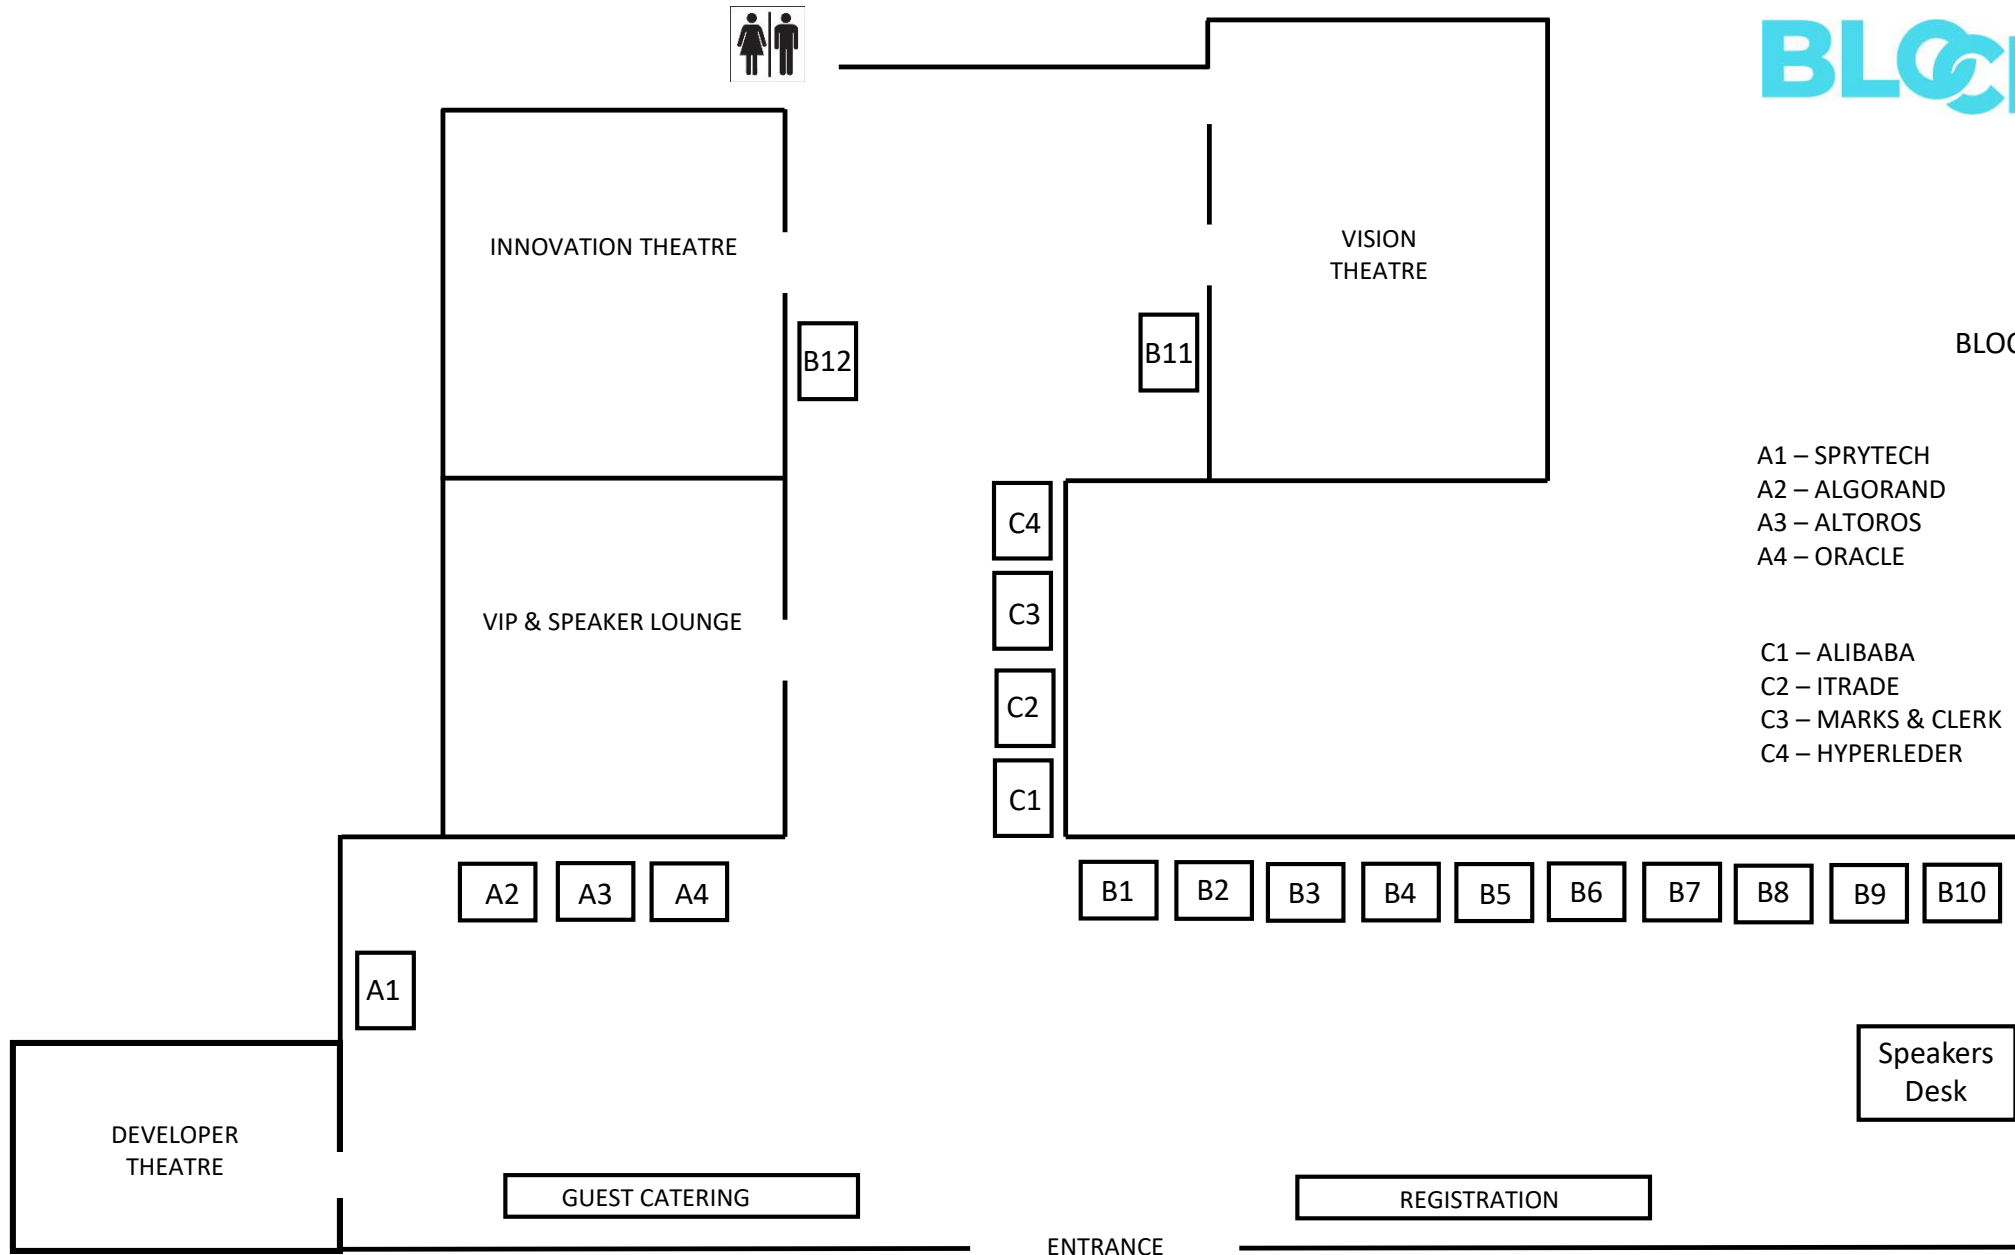 INNOVATION THEATRE
VISION
THEATRE
B12
B11
C4
A1 – SPRYTECH
A2 – ALGORAND
A3 – ALTOROS
A4 – ORACLE
VIP & SPEAKER LOUNGE
C3
C2
C1
C1 – ALIBABA
C2 – ITRADE
C3 – MARKS & CLERK
C4 – HYPERLEDER
A2 A3 A4
B1 B2 B3 B4 B5 B6 B7 B8 B9 B10
A1
Speakers
Desk
DEVELOPER
THEATRE
GUEST CATERING
REGISTRATION
ENTRANCE